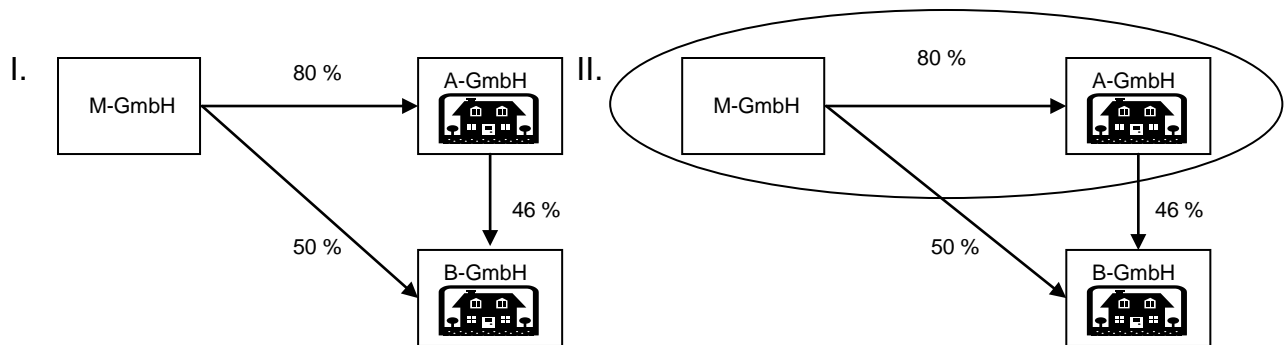 I.
M-GmbH
80 %
A-GmbH
46 %
50 %
B-GmbH
II.
M-GmbH
80 %
A-GmbH
46 %
50 %
B-GmbH